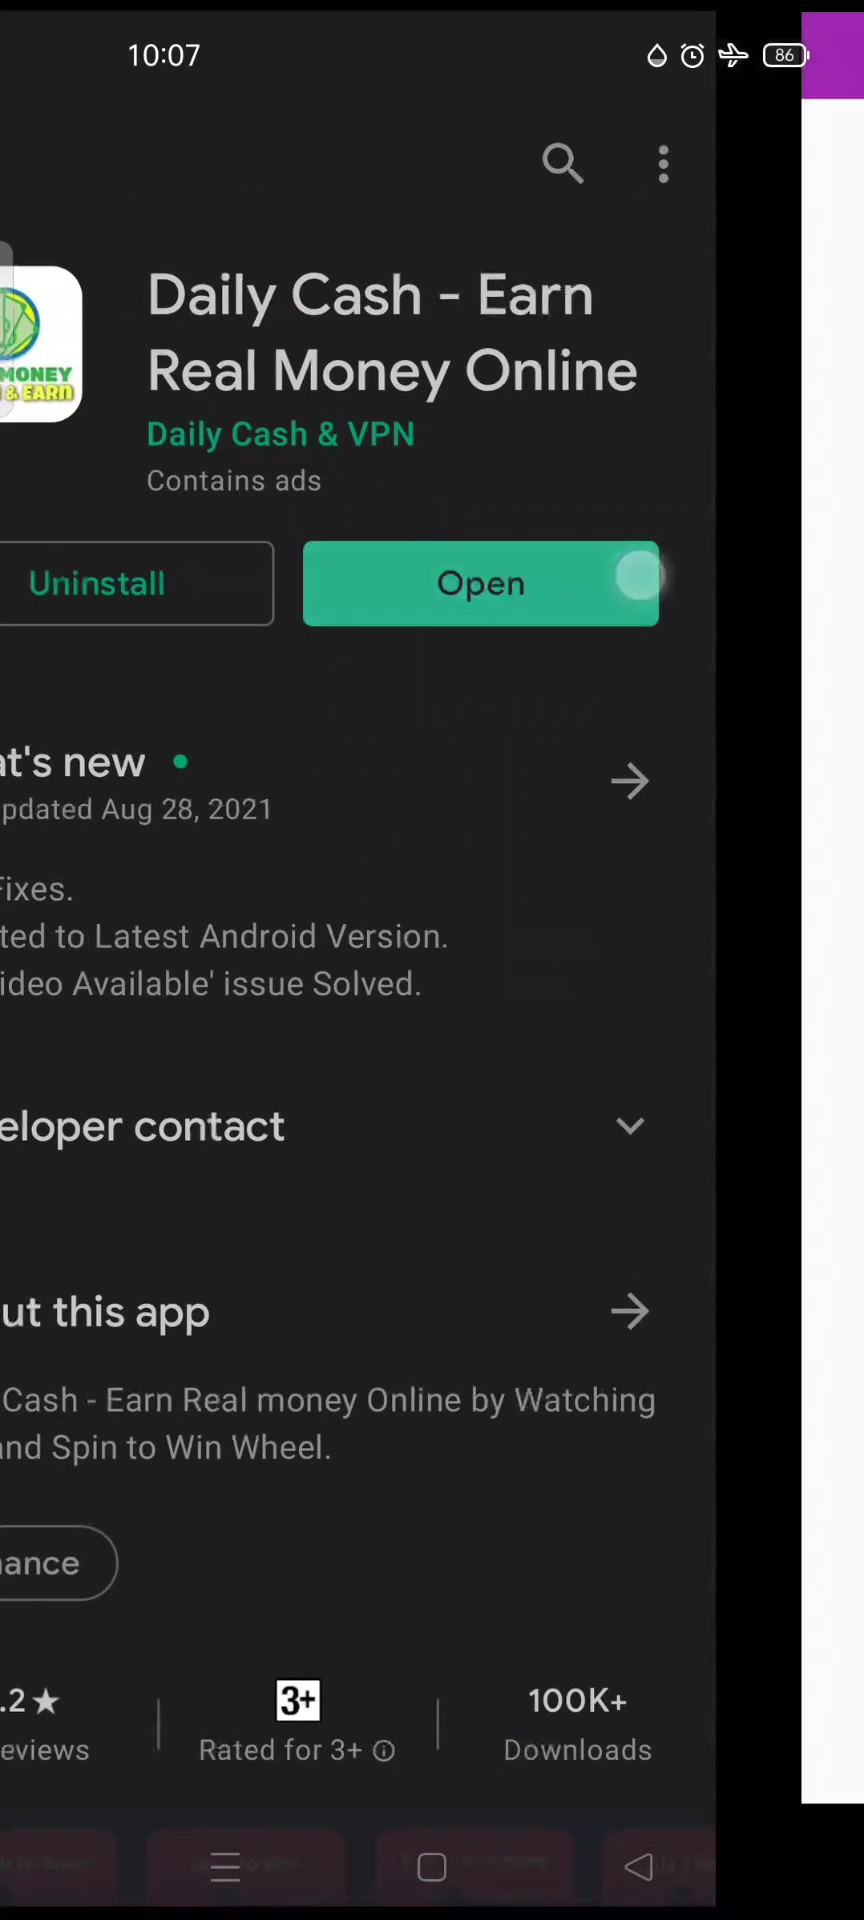 10:07
86
Daily Cash - Earn
Real Money Online
MONEY
& EARN
Daily Cash & VPN
Contains ads
Uninstall
Open
at's new
pdated Aug 28, 2021
Fixes.
ted to Latest Android Version.
ideo Available' issue Solved.
eloper contact
ut this app
Cash - Earn Real money Online by Watching
and Spin to Win Wheel.
nance
.2★
3+
100K+
eviews
Rated for 3+
Downloads